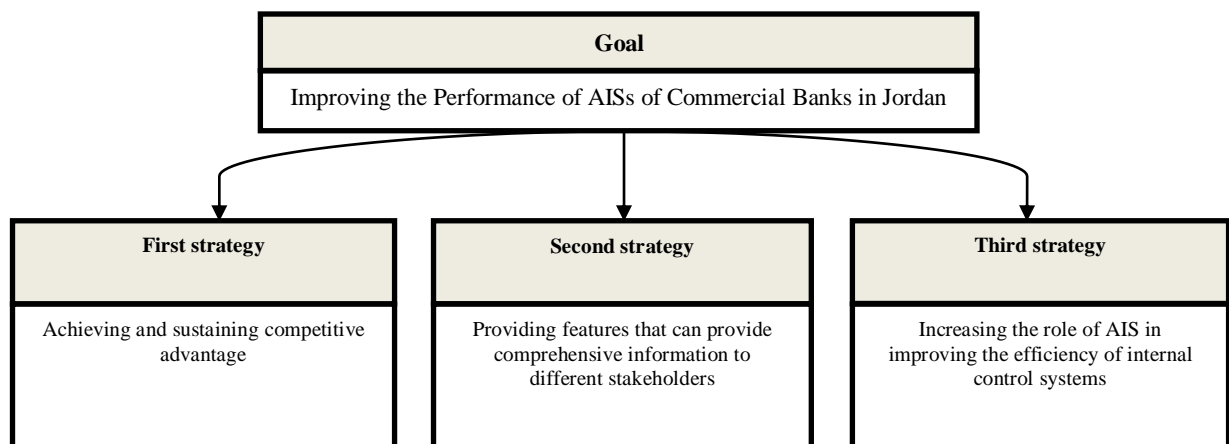 Goal
Improving the Performance of AISs of Commercial Banks in Jordan
First strategy
Achieving and sustaining competitive
advantage
Second strategy
Providing features that can provide
comprehensive information to
different stakeholders
Third strategy
Increasing the role of AIS in
improving the efficiency of internal
control systems